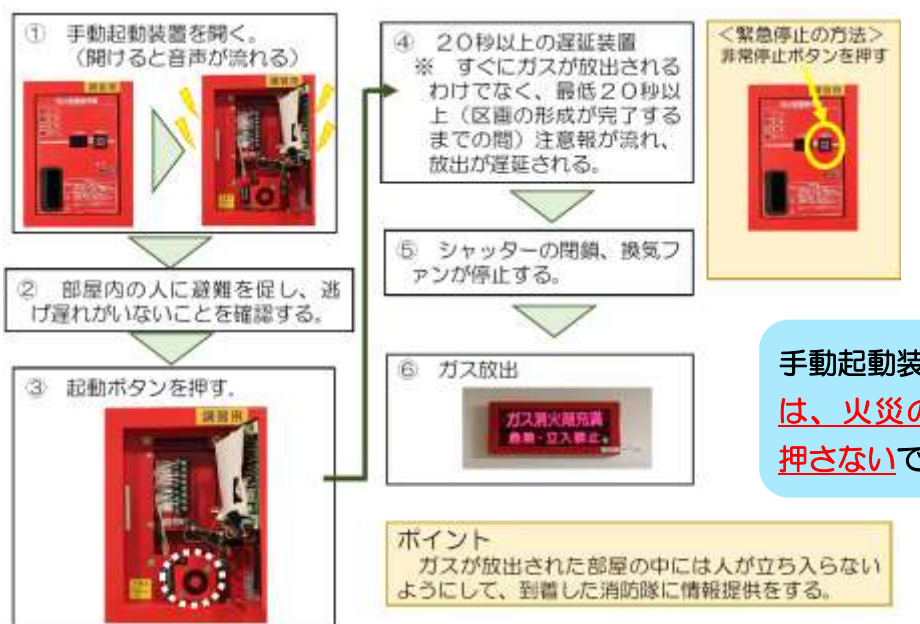 ① 手動起動装置を開く。
(開けると音声が流れる)
講習用
講習用
② 部屋内の人に避難を促し、逃
げ遅れがいないことを確認する。
③ 起動ボタンを押す。
講習用
④ 20秒以上の遅延装置
※ すぐにガスが放出される
わけでなく、最低20秒以
上(区画の形成が完了する
までの間)注意報が流れ、
放出が遅延される。
⑤ シャッターの閉鎖、換気フ
ァンが停止する。
⑥ ガス放出
ガス消火剤充満
危険・立入禁止
<緊急停止の方法>
非常停止ボタンを押す
講習用
手動起動装
は、火災の
押さないで
ポイント
ガスが放出された部屋の中には人が立ち入らない
ようにして、到着した消防隊に情報提供をする。